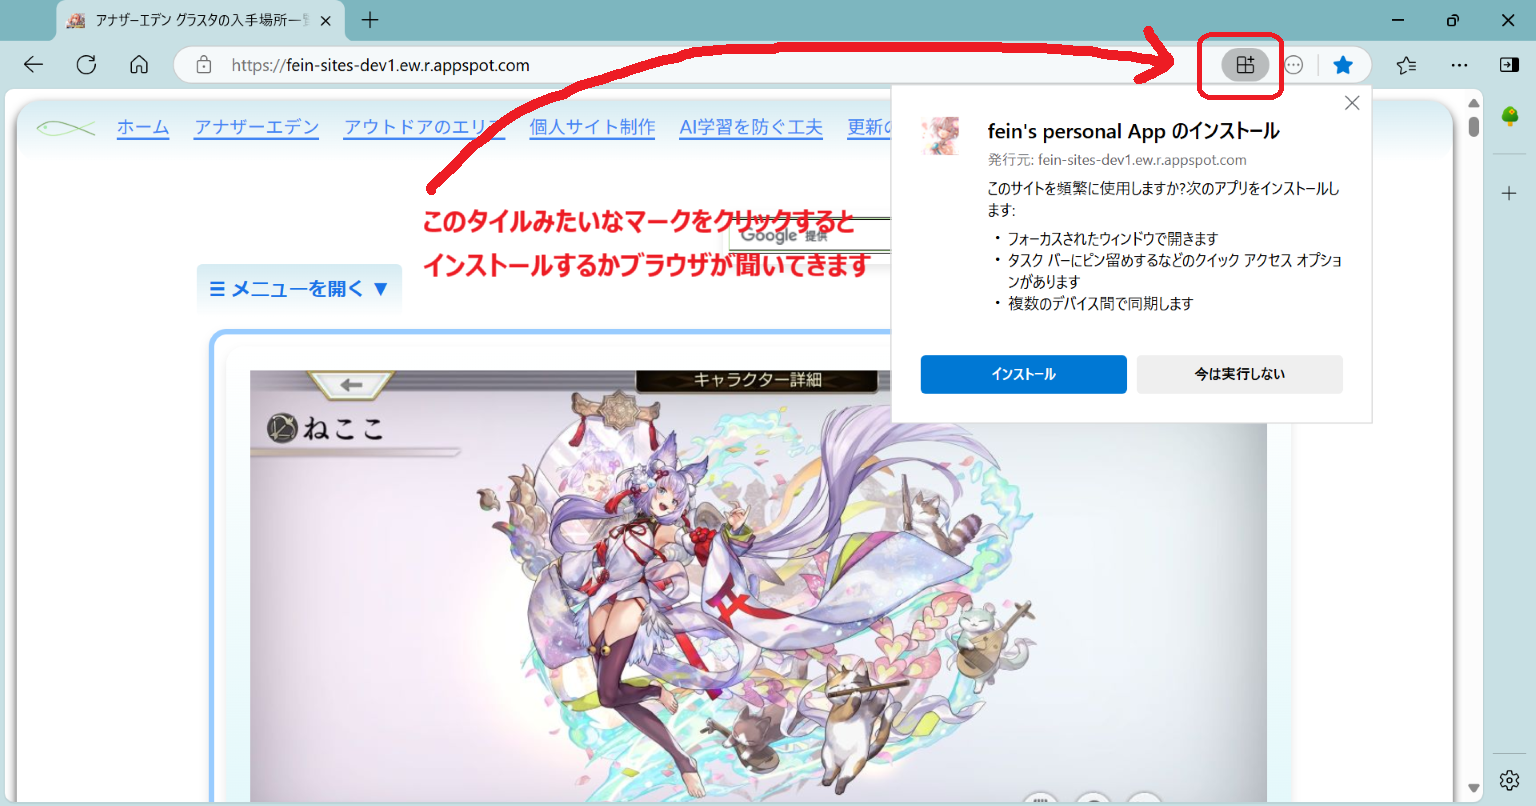 アナザーエデン グラスタの入手場所一
https://fein-sites-dev1.ew.r.appspot.com
ホーム アナザーエデン アウトドアのエリア 個人サイト制作 AI学習を防ぐ工夫 更新の
fein's personal App のインストール
発行元: fein-sites-dev1.ew.r.appspot.com
このサイトを頻繁に使用しますか?次のアプリをインストールし
ます:
・ フォーカスされたウィンドウで開きます
・ タスク バーにピン留めするなどのクイック アクセス オプショ
ンがあります
・ 複数のデバイス間で同期します
インストール 今は実行しない
このタイルみたいなマークをクリックすると
Google 提供
インストールするかブラウザが聞いてきます
☰ メニューを開く ▼
キャラクター詳細
ねここ